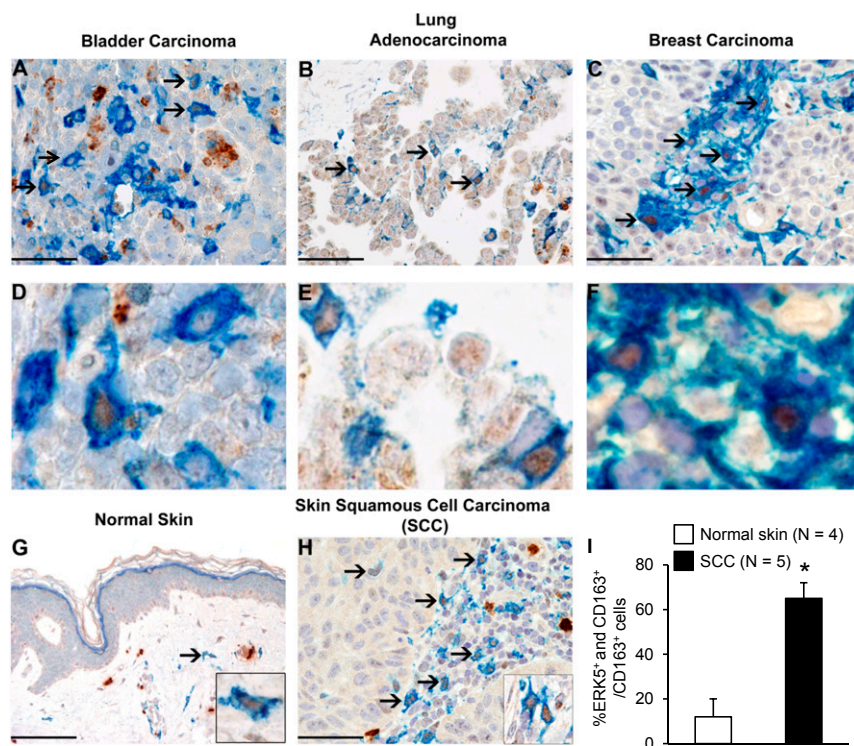 Bladder Carcinoma
Lung
Adenocarcinoma
Breast Carcinoma
A
B
C
D
E
F
Normal Skin
Skin Squamous Cell Carcinoma
(SCC)
G
H
I
Normal skin (N = 4)
SCC (N = 5)
*
%ERK5⁺ and CD163⁺
/CD163⁺ cells
80
60
40
20
0